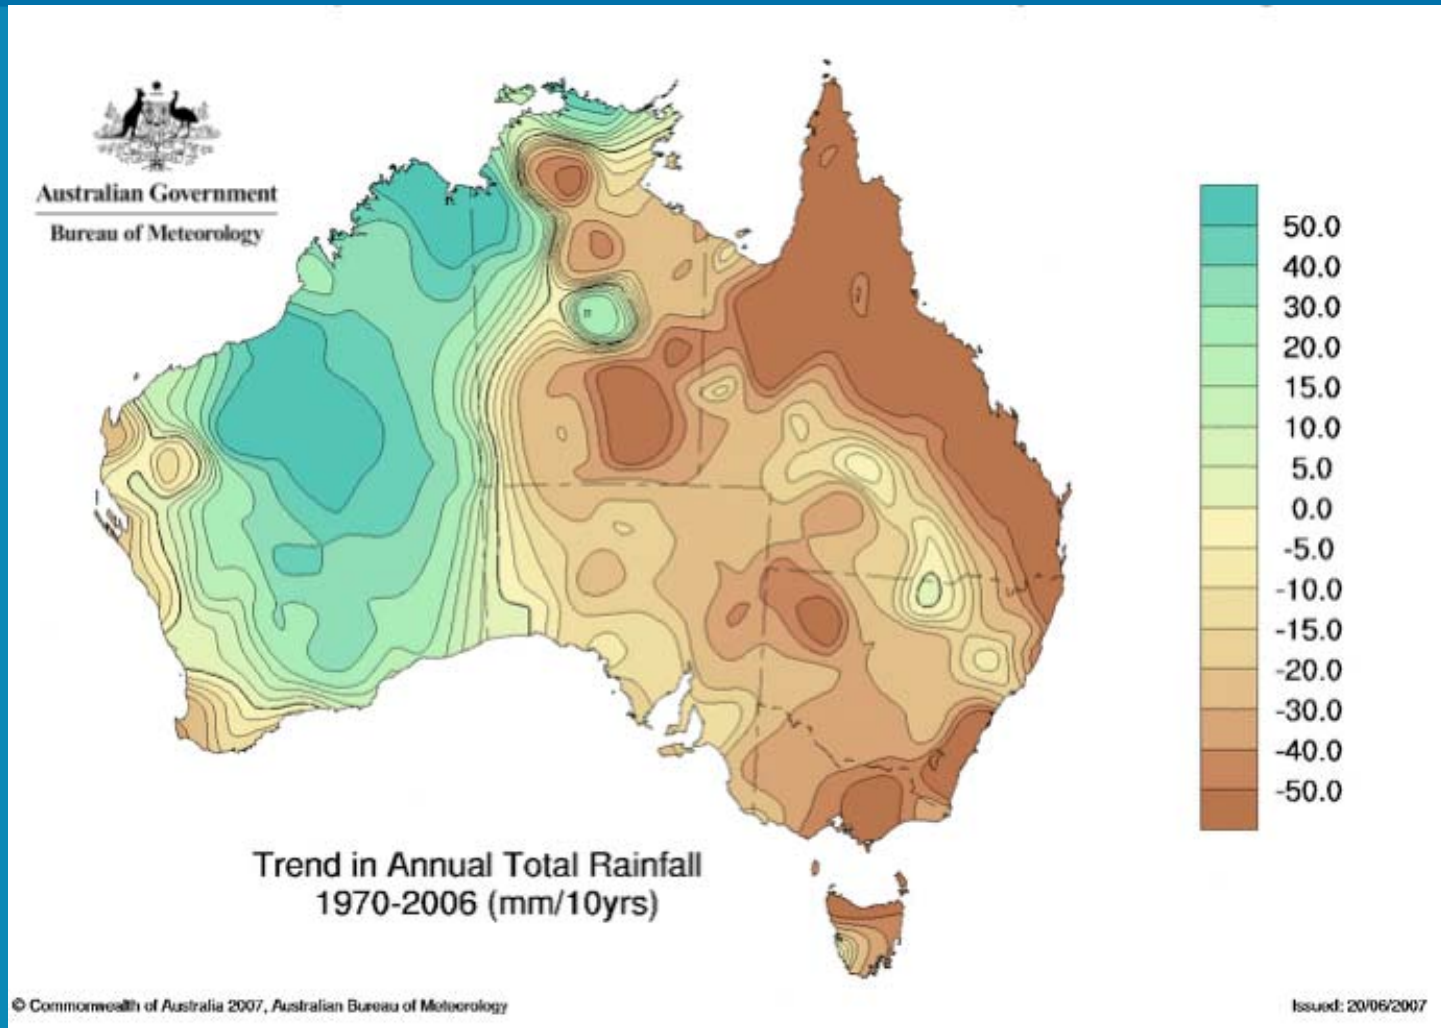 Australian Government
Bureau of Meteorology
50.0
40.0
30.0
20.0
15.0
10.0
5.0
0.0
-5.0
-10.0
-15.0
-20.0
-30.0
-40.0
-50.0
Trend in Annual Total Rainfall
1970-2006 (mm/10yrs)
© Commonwealth of Australia 2007, Australian Bureau of Meteorology
Issued: 20/06/2007